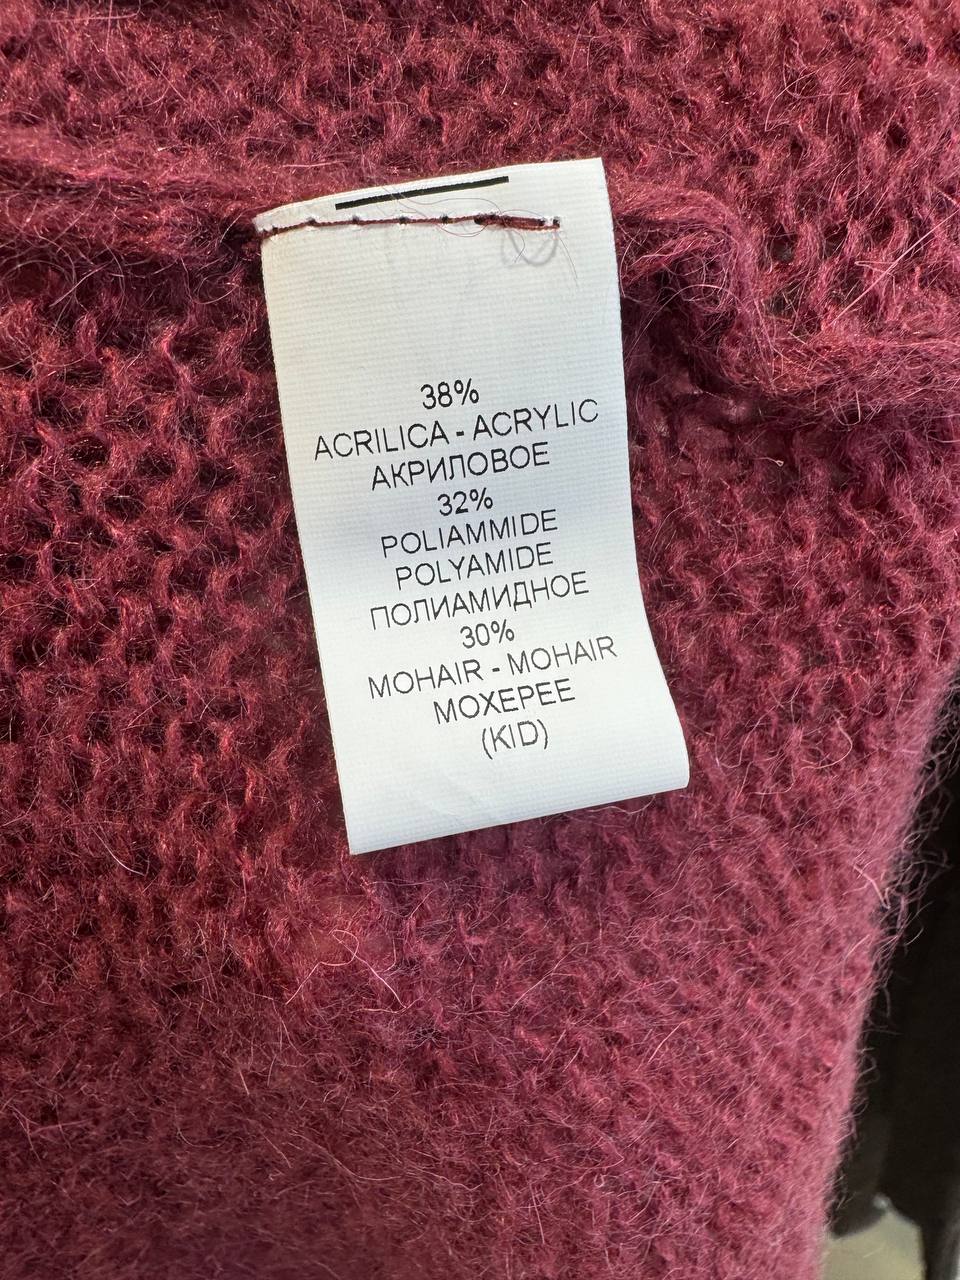 38%
ACRILICA - ACRYLIC
АКРИЛОВОЕ
32%
POLIAMMIDE
POLYAMIDE
ПОЛИАМИДНОЕ
30%
MOHAIR - MOHAIR
МОХЕРЕЕ
(KID)